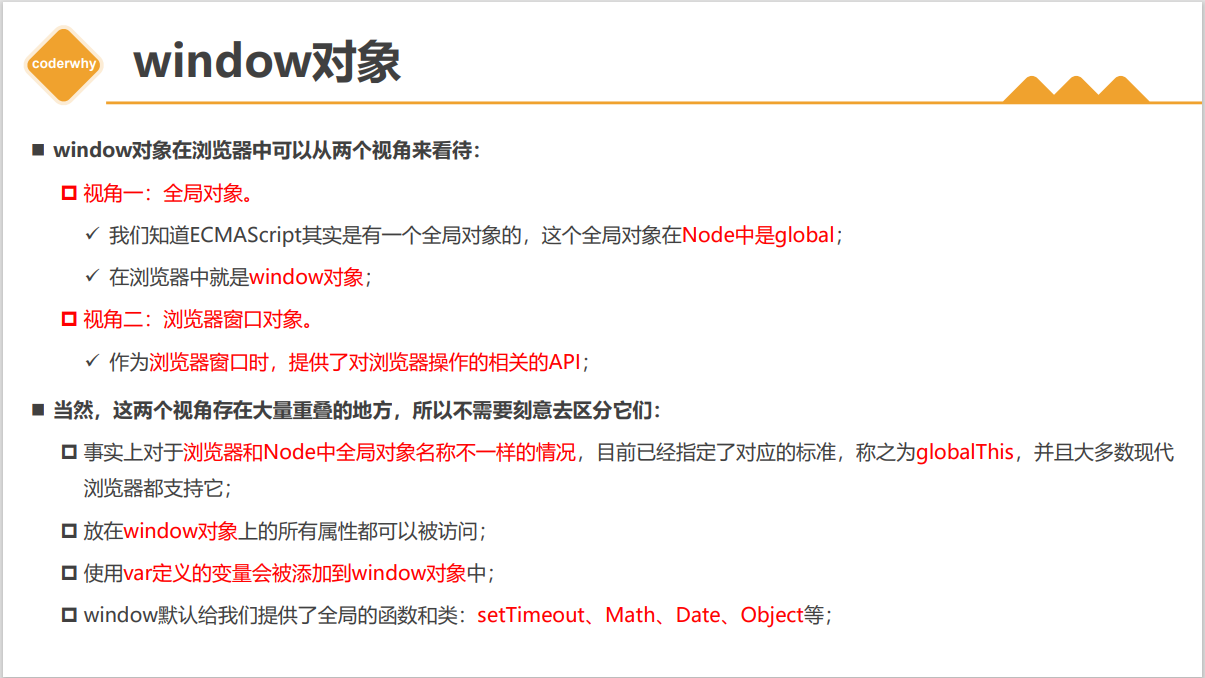 coderwhy
window对象
window对象在浏览器中可以从两个视角来看待：
视角一：全局对象。
我们知道ECMAScript其实是有一个全局对象的，这个全局对象在Node中是global；
在浏览器中就是window对象；
视角二：浏览器窗口对象。
作为浏览器窗口时，提供了对浏览器操作的相关的API；
当然，这两个视角存在大量重叠的地方，所以不需要刻意去区分它们：
事实上对于浏览器和Node中全局对象名称不一样的情况，目前已经指定了对应的标准，称之为globalThis，并且大多数现代
浏览器都支持它；
放在window对象上的所有属性都可以被访问；
使用var定义的变量会被添加到window对象中；
window默认给我们提供了全局的函数和类：setTimeout、Math、Date、Object等；